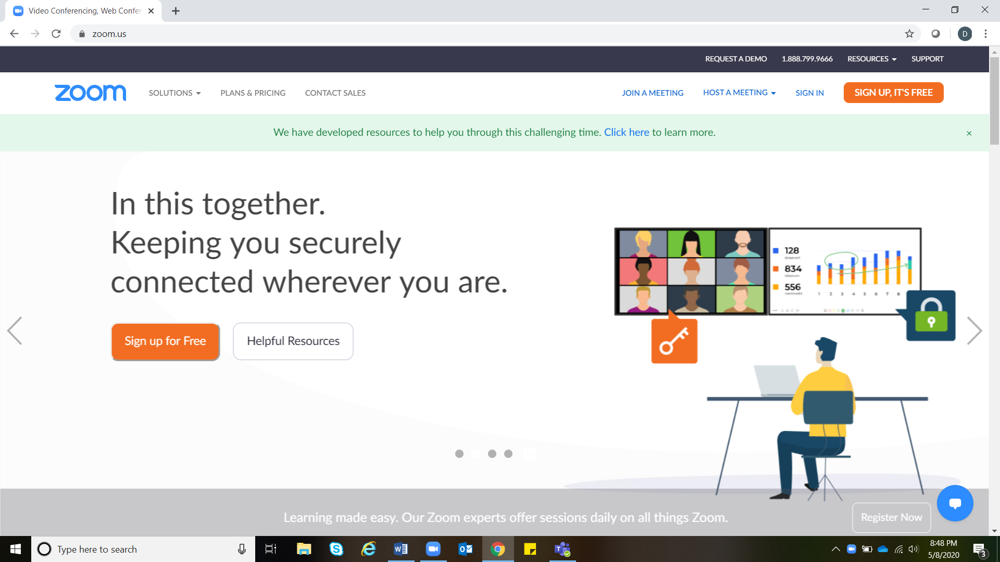 Video Conferencing, Web Confer
zoom.us
D
REQUEST A DEMO 1.888.799.9666 RESOURCES SUPPORT
zoom SOLUTIONS PLANS & PRICING CONTACT SALES JOIN A MEETING HOST A MEETING SIGN IN SIGN UP, IT'S FREE
We have developed resources to help you through this challenging time. Click here to learn more.
In this together.
Keeping you securely
connected wherever you are.
128
deserunt
834
laborum
556
commodo
1 2 3 4 5 6 7 8
Sign up for Free Helpful Resources
Learning made easy. Our Zoom experts offer sessions daily on all things Zoom. Register Now
Type here to search
8:48 PM
5/8/2020
3